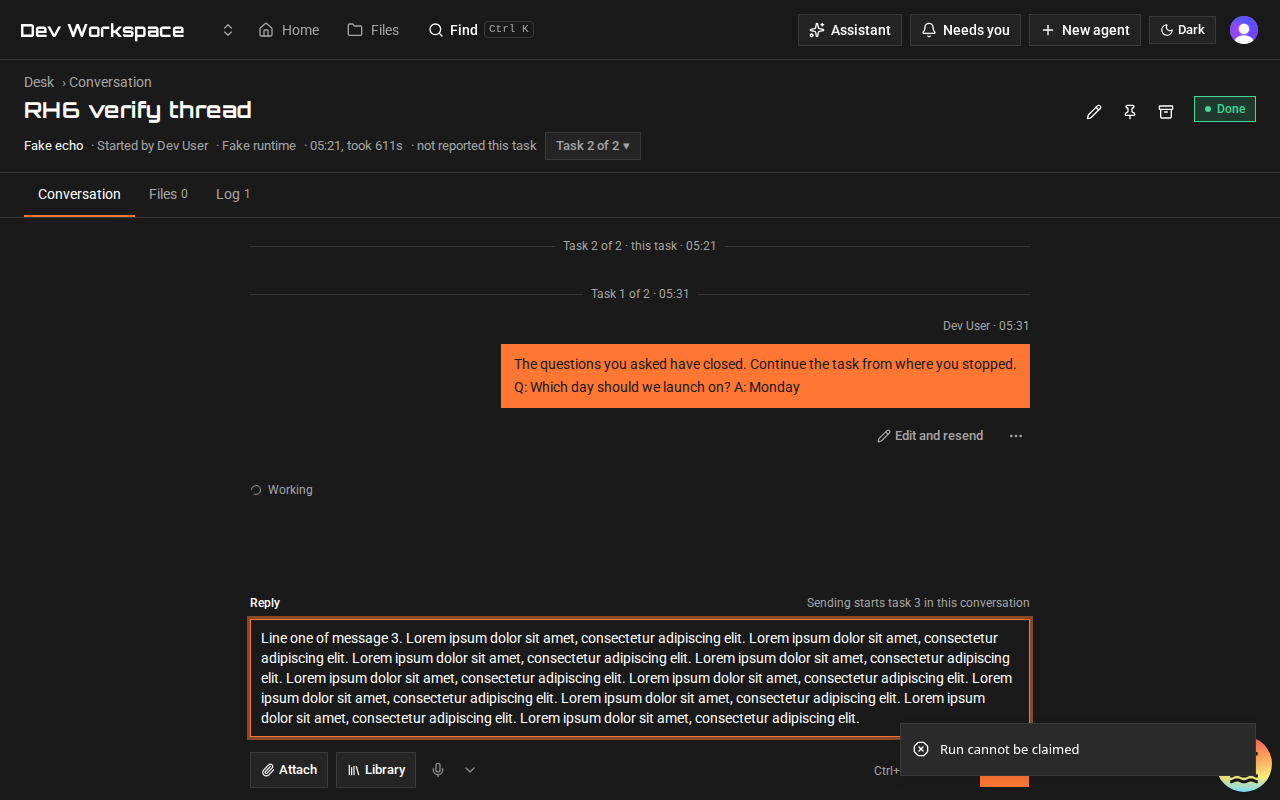 Dev Workspace
Home
Files
Find
Ctrl K
Assistant
Needs you
New agent
Dark
Desk › Conversation
RH6 verify thread
Done
Fake echo · Started by Dev User · Fake runtime · 05:21, took 611s · not reported this task
Task 2 of 2 ▾
Conversation
Files 0
Log 1
Task 2 of 2 · this task · 05:21
Task 1 of 2 · 05:31
Dev User · 05:31
The questions you asked have closed. Continue the task from where you stopped.
Q: Which day should we launch on? A: Monday
Edit and resend
Working
Reply
Sending starts task 3 in this conversation
Line one of message 3. Lorem ipsum dolor sit amet, consectetur adipiscing elit. Lorem ipsum dolor sit amet, consectetur
adipiscing elit. Lorem ipsum dolor sit amet, consectetur adipiscing elit. Lorem ipsum dolor sit amet, consectetur adipiscing
elit. Lorem ipsum dolor sit amet, consectetur adipiscing elit. Lorem ipsum dolor sit amet, consectetur adipiscing elit. Lorem
ipsum dolor sit amet, consectetur adipiscing elit. Lorem ipsum dolor sit amet, consectetur adipiscing elit. Lorem ipsum
dolor sit amet, consectetur adipiscing elit. Lorem ipsum dolor sit amet, consectetur adipiscing elit.
Run cannot be claimed
Attach
Library
Ctrl+